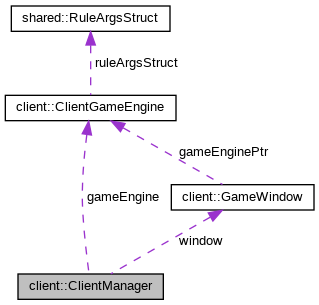 shared::RuleArgsStruct
ruleArgsStruct
client::ClientGameEngine
gameEnginePtr
gameEngine
client::GameWindow
window
client::ClientManager